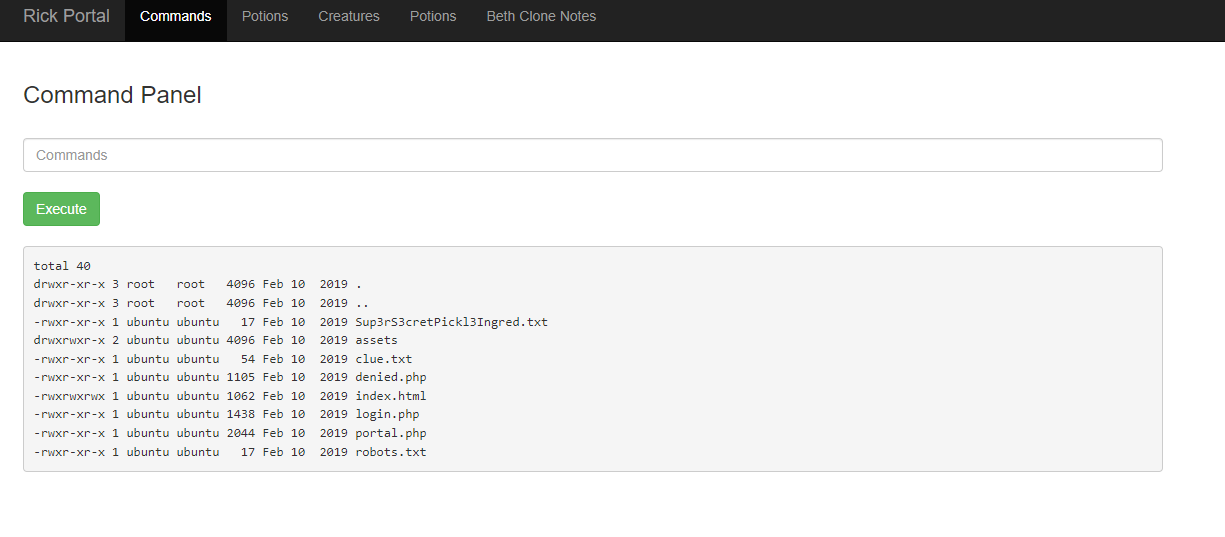 Rick Portal Commands Potions Creatures Potions Beth Clone Notes
Command Panel
Commands
Execute
total 40
drwxr-xr-x 3 root   root   4096 Feb 10  2019 .
drwxr-xr-x 3 root   root   4096 Feb 10  2019 ..
-rwxr-xr-x 1 ubuntu ubuntu   17 Feb 10  2019 Sup3rS3cretPickl3Ingred.txt
drwxrwxr-x 2 ubuntu ubuntu 4096 Feb 10  2019 assets
-rwxr-xr-x 1 ubuntu ubuntu   54 Feb 10  2019 clue.txt
-rwxr-xr-x 1 ubuntu ubuntu 1105 Feb 10  2019 denied.php
-rwxrwxrwx 1 ubuntu ubuntu 1062 Feb 10  2019 index.html
-rwxr-xr-x 1 ubuntu ubuntu 1438 Feb 10  2019 login.php
-rwxr-xr-x 1 ubuntu ubuntu 2044 Feb 10  2019 portal.php
-rwxr-xr-x 1 ubuntu ubuntu   17 Feb 10  2019 robots.txt